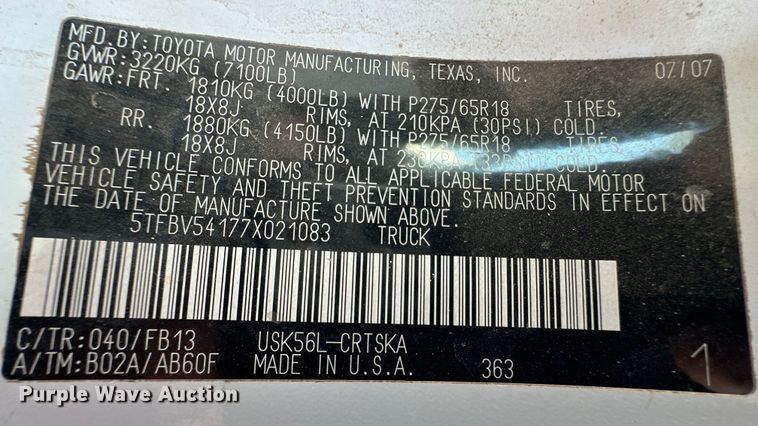 MFD.BY:TOYOTA MOTOR MANUFACTURING, TEXAS, INC. 07/07
GVWR:3220KG (7100LB)
GAWR:FRT. 1810KG (4000LB) WITH P275/65R18 TIRES,
18X8J RIMS, AT 210KPA (30PSI) COLD.
RR. 1880KG (4150LB) WITH P275/65R18 TIRES,
18X8J RIMS, AT 230KPA (33PSI) COLD.
THIS VEHICLE CONFORMS TO ALL APPLICABLE FEDERAL MOTOR
VEHICLE SAFETY AND THEFT PREVENTION STANDARDS IN EFFECT ON
THE DATE OF MANUFACTURE SHOWN ABOVE.
5TFBV54177X021083 TRUCK
C/TR:040/FB13 USK56L-CRTSKA
A/TM:B02A/AB60F MADE IN U.S.A. 363 1
Purple Wave Auction